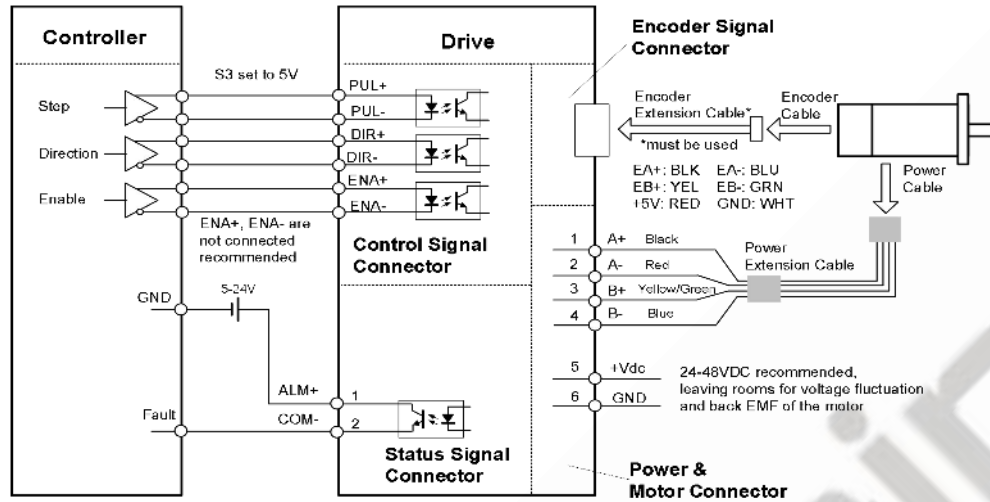 Controller
Drive
Encoder Signal
Connector
S3 set to 5V
Step
Direction
Enable
PUL+
PUL-
DIR+
DIR-
ENA+
ENA-
ENA+, ENA- are
not connected
recommended
Control Signal
Connector
Encoder
Extension Cable*
*must be used
Encoder
Cable
EA+: BLK EA-: BLU
EB+: YEL EB-: GRN
+5V: RED GND: WHT
Power
Cable
1 A+ Black
2 A- Red
3 B+ Yellow/Green
4 B- Blue
Power
Extension Cable
5 +Vdc
6 GND
24-48VDC recommended,
leaving rooms for voltage fluctuation
and back EMF of the motor
GND
5-24V
Fault
ALM+ 1
COM- 2
Status Signal
Connector
Power &
Motor Connector